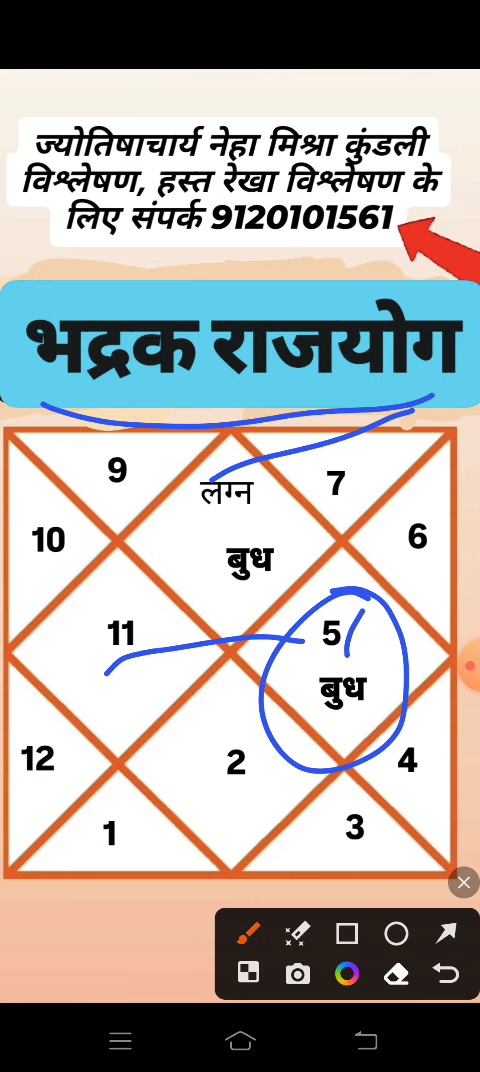 ज्योतिषाचार्य नेहा मिश्रा कुंडली
विश्लेषण, हस्त रेखा विश्लेषण के
लिए संपर्क 9120101561
भद्रक राजयोग
9
लग्न
7
10
बुध
6
11
5
बुध
12
2
4
1
3